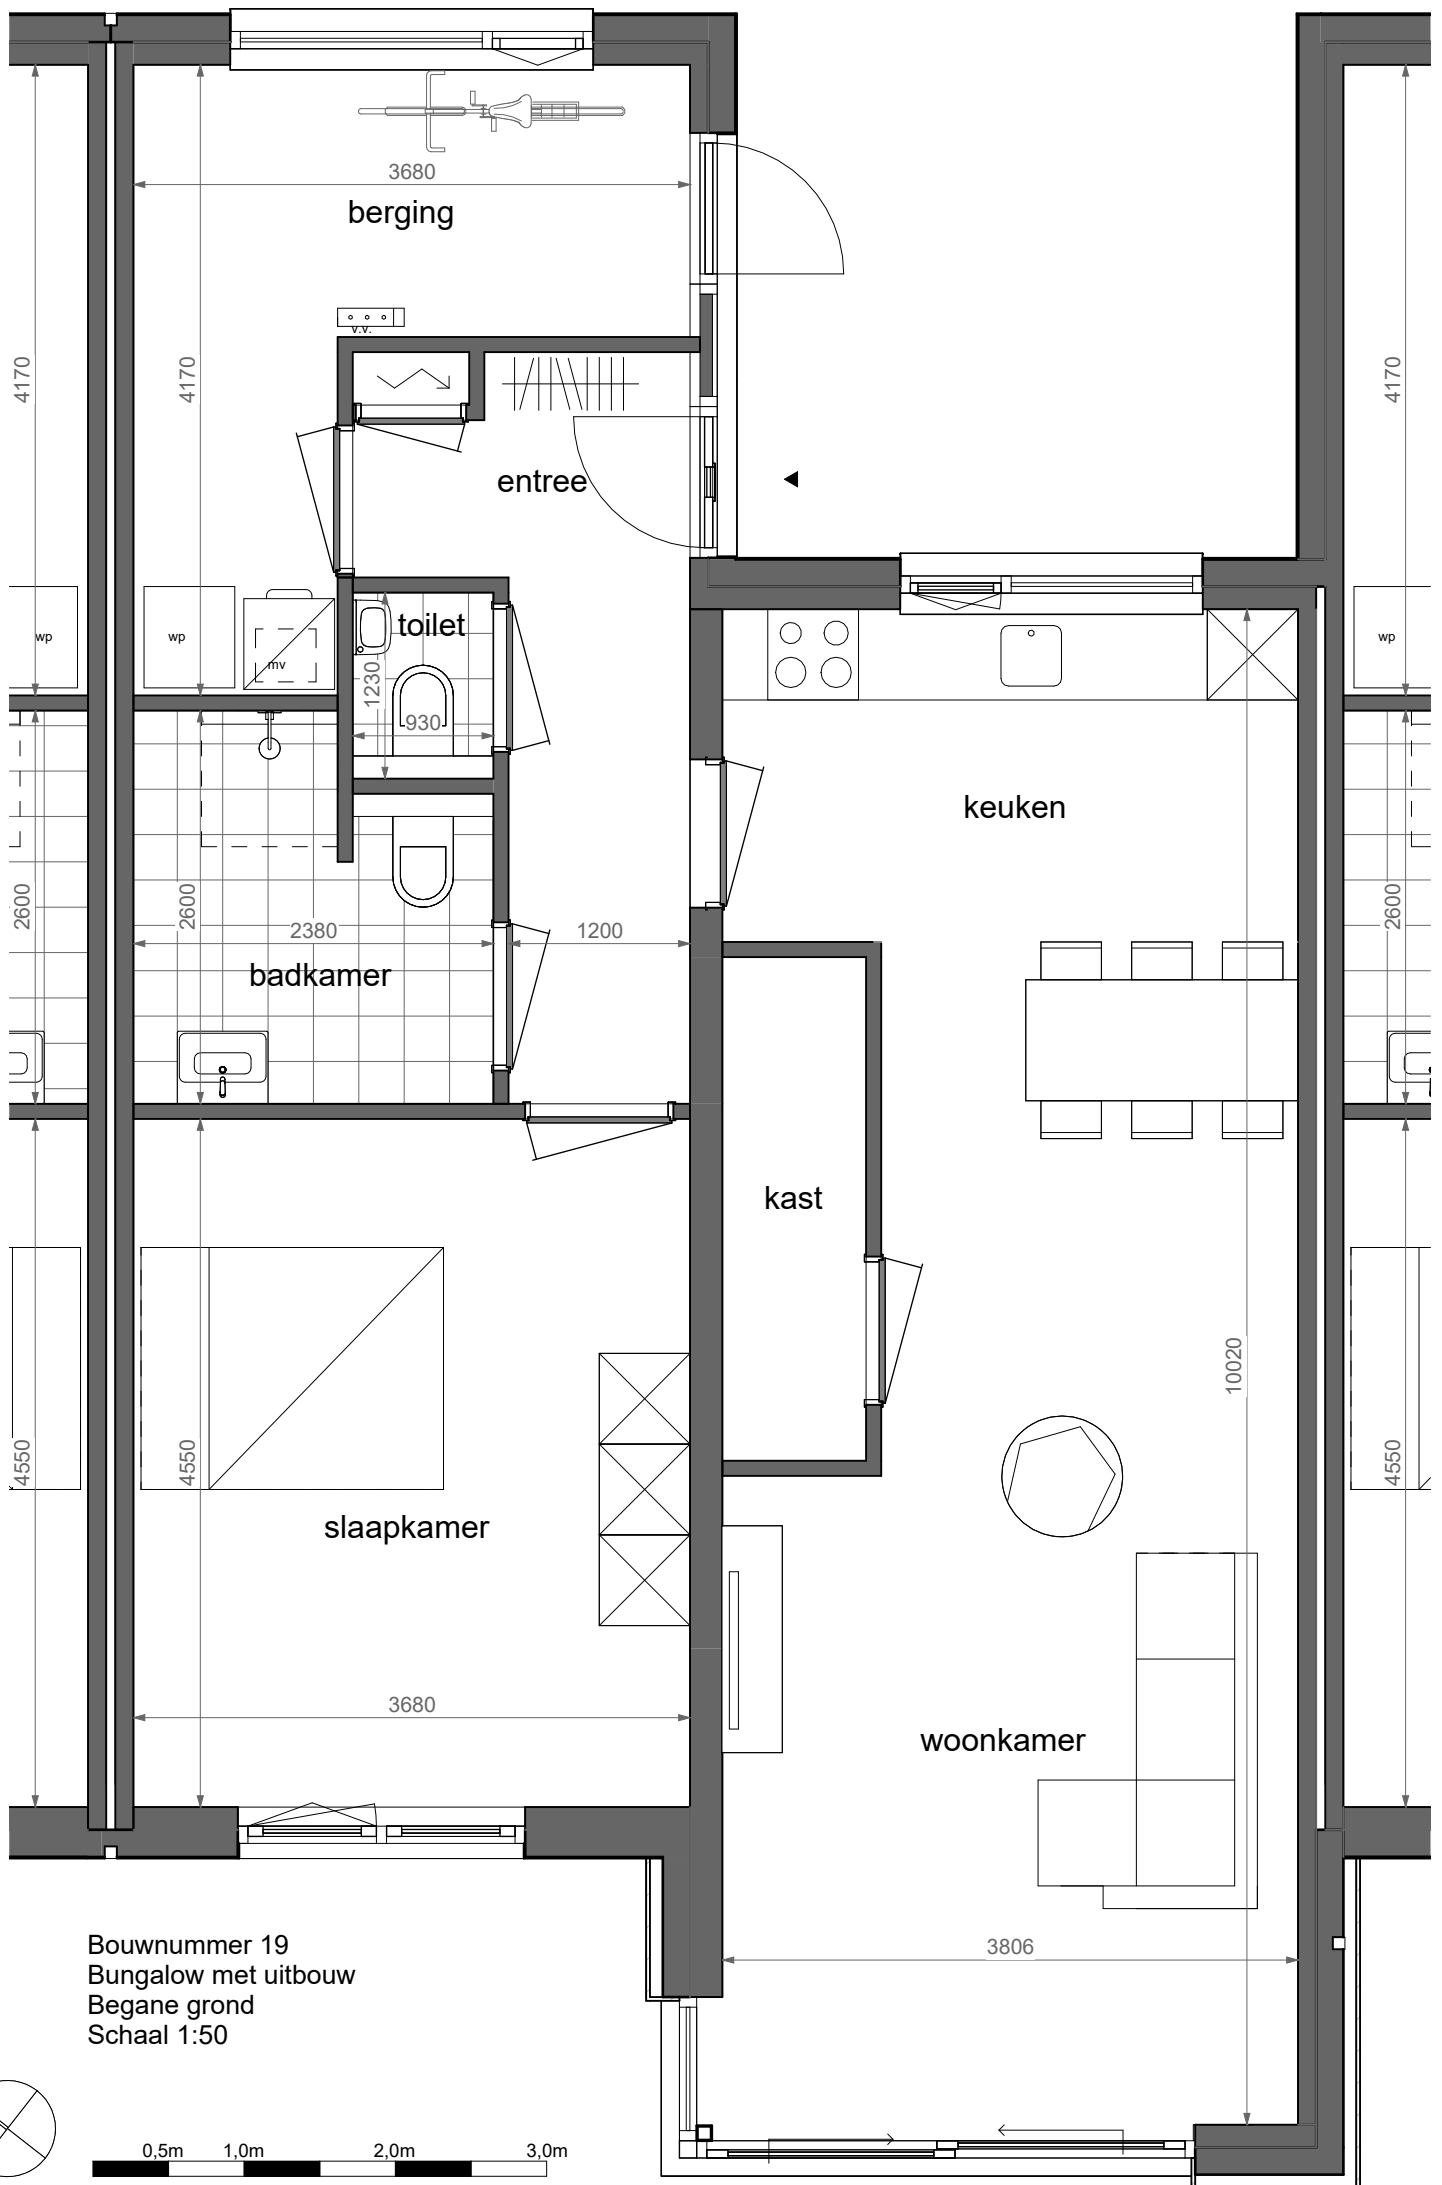 3680
berging
v.v.
4170
4170
4170
entree
toilet
wp
wp
mv
wp
1230
930
keuken
2600
2600
2600
2380
1200
badkamer
kast
10020
4550
4550
4550
slaapkamer
3680
woonkamer
3806
Bouwnummer 19
Bungalow met uitbouw
Begane grond
Schaal 1:50
0,5m 1,0m 2,0m 3,0m